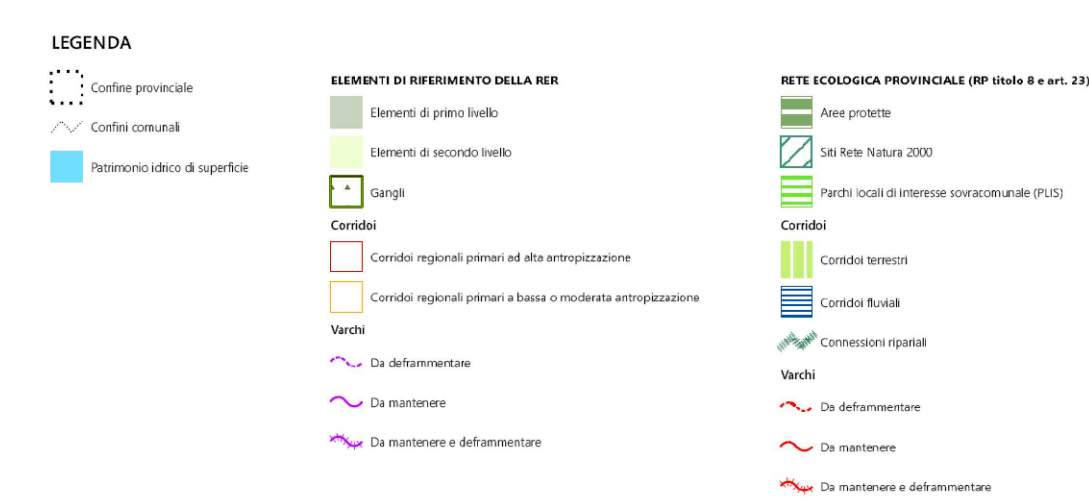 LEGENDA
Confine provinciale
Confini comunali
Patrimonio idrico di superficie
ELEMENTI DI RIFERIMENTO DELLA RER
Elementi di primo livello
Elementi di secondo livello
Gangli
Corridoi
Corridoi regionali primari ad alta antropizzazione
Corridoi regionali primari a bassa o moderata antropizzazione
Varchi
Da deframmentare
Da mantenere
Da mantenere e deframmentare
RETE ECOLOGICA PROVINCIALE (RP titolo 8 e art. 23)
Aree protette
Siti Rete Natura 2000
Parchi locali di interesse sovracomunale (PLIS)
Corridoi
Corridoi terrestri
Corridoi fluviali
Connessioni ripariali
Varchi
Da deframmentare
Da mantenere
Da mantenere e deframmentare